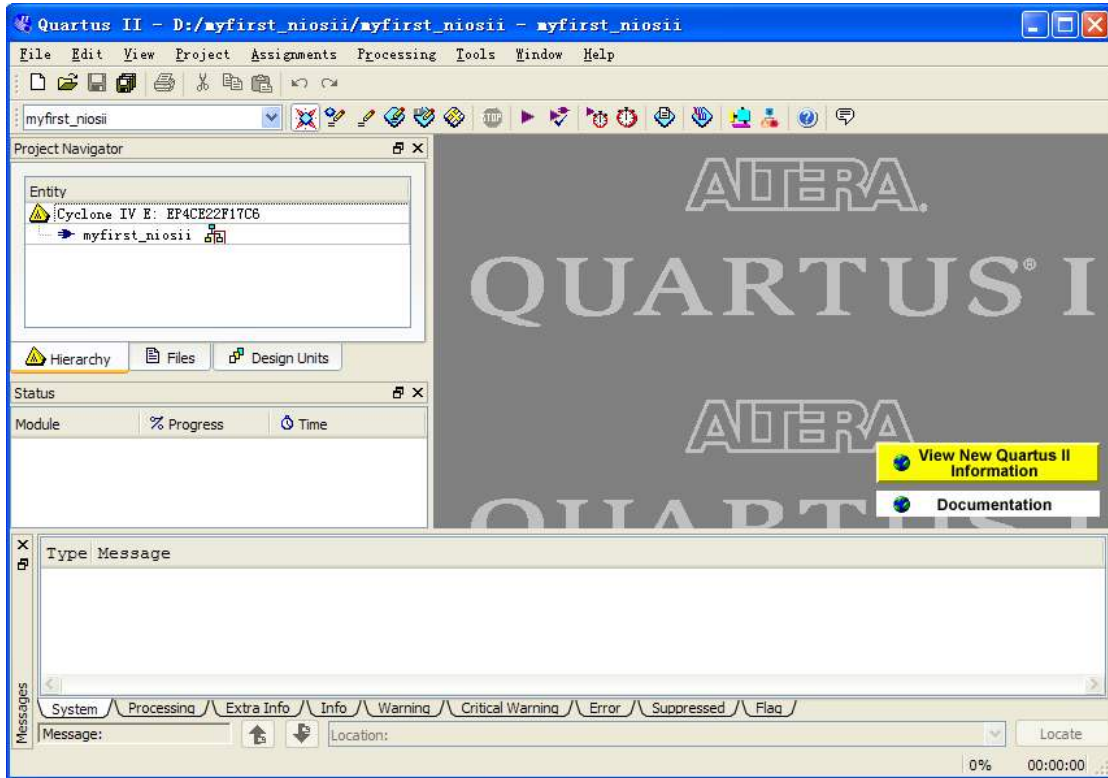 Quartus II - D:/myfirst_niosii/myfirst_niosii - myfirst_niosii
File Edit View Project Assignments Processing Tools Window Help
myfirst_niosii
STOP
Project Navigator
Entity
Cyclone IV E: EP4CE22F17C6
myfirst_niosii
Hierarchy Files Design Units
Status
Module % Progress Time
ALTERA.
QUARTUS® I
ALTERA
QUARTUS I
View New Quartus II
Information
Documentation
Type Message
Messages
System Processing Extra Info Info Warning Critical Warning Error Suppressed Flag
Message: Location: Locate
0% 00:00:00